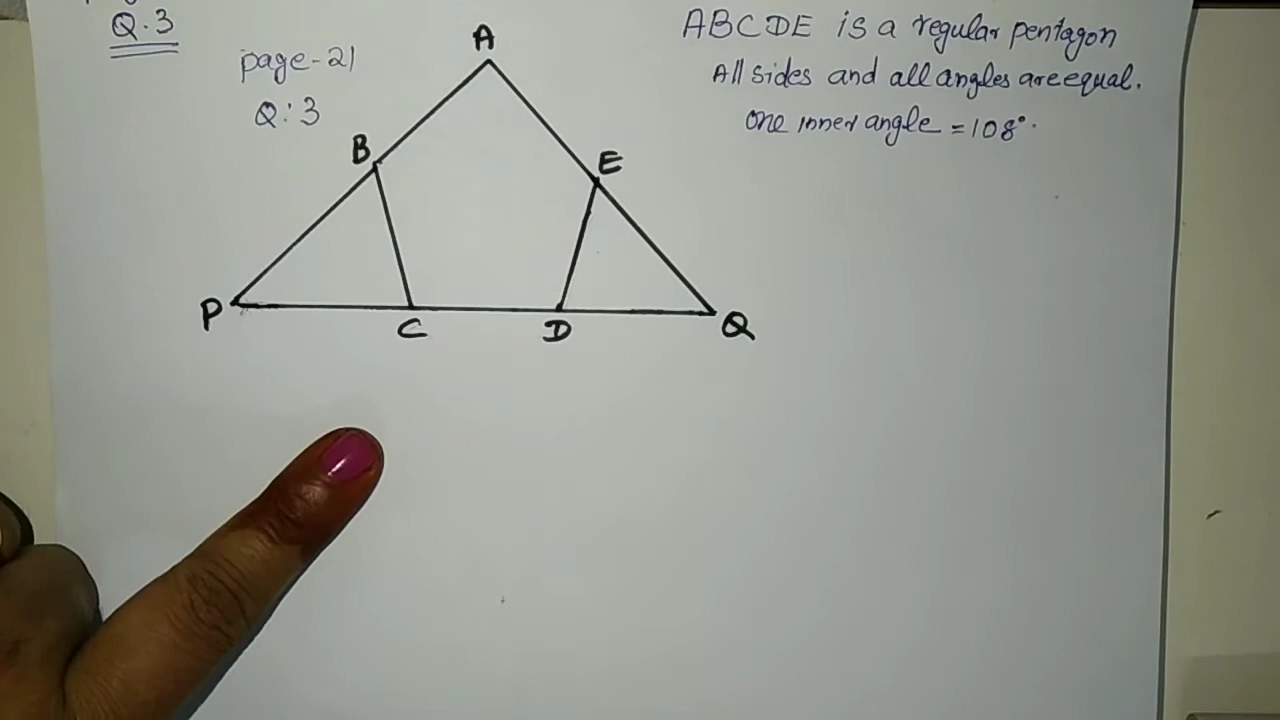 Q.3
page-21
Q:3
ABCDE is a regular pentagon
All sides and all angles are equal.
One inner angle = 108°.
A
B
E
P
C
D
Q